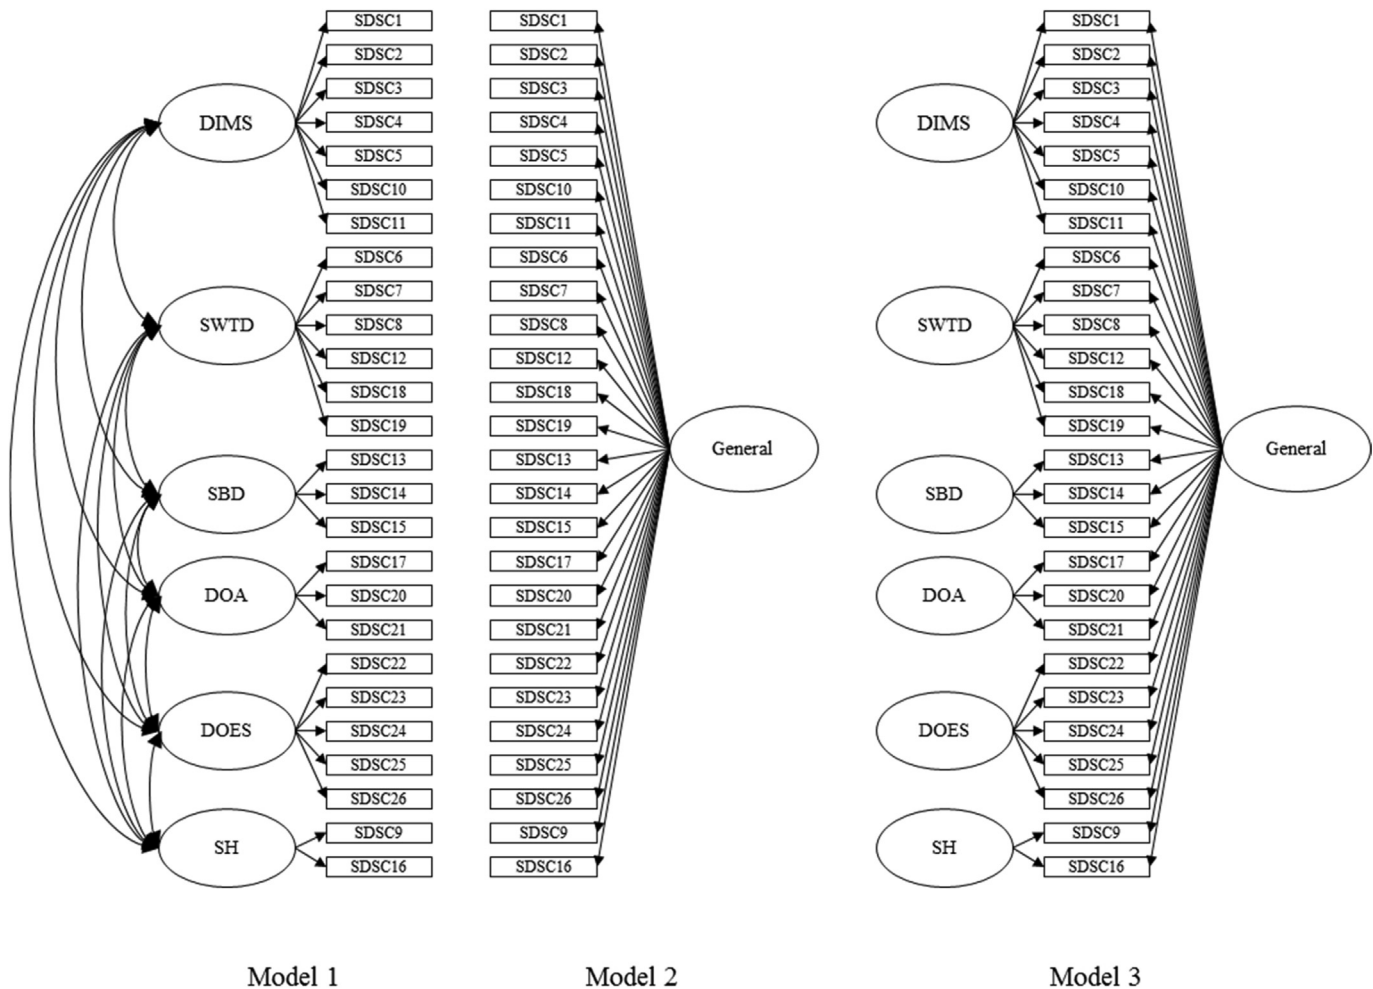 SDSC1
SDSC2
SDSC3
SDSC4
SDSC5
SDSC10
SDSC11
SDSC6
SDSC7
SDSC8
SDSC12
SDSC18
SDSC19
SDSC13
SDSC14
SDSC15
SDSC17
SDSC20
SDSC21
SDSC22
SDSC23
SDSC24
SDSC25
SDSC26
SDSC9
SDSC16
DIMS
SWTD
SBD
DOA
DOES
SH
Model 1
SDSC1
SDSC2
SDSC3
SDSC4
SDSC5
SDSC10
SDSC11
SDSC6
SDSC7
SDSC8
SDSC12
SDSC18
SDSC19
SDSC13
SDSC14
SDSC15
SDSC17
SDSC20
SDSC21
SDSC22
SDSC23
SDSC24
SDSC25
SDSC26
SDSC9
SDSC16
General
Model 2
DIMS
SWTD
SBD
DOA
DOES
SH
SDSC1
SDSC2
SDSC3
SDSC4
SDSC5
SDSC10
SDSC11
SDSC6
SDSC7
SDSC8
SDSC12
SDSC18
SDSC19
SDSC13
SDSC14
SDSC15
SDSC17
SDSC20
SDSC21
SDSC22
SDSC23
SDSC24
SDSC25
SDSC26
SDSC9
SDSC16
General
Model 3